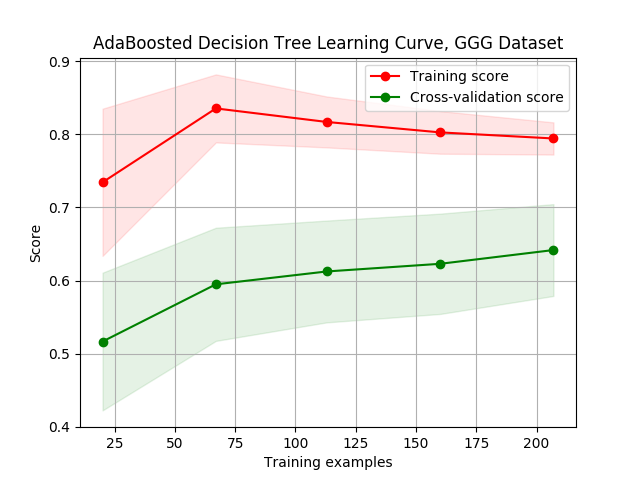 AdaBoosted Decision Tree Learning Curve, GGG Dataset
Training score
Cross-validation score
0.9
0.8
0.7
0.6
0.5
0.4
Score
25 50 75 100 125 150 175 200
Training examples